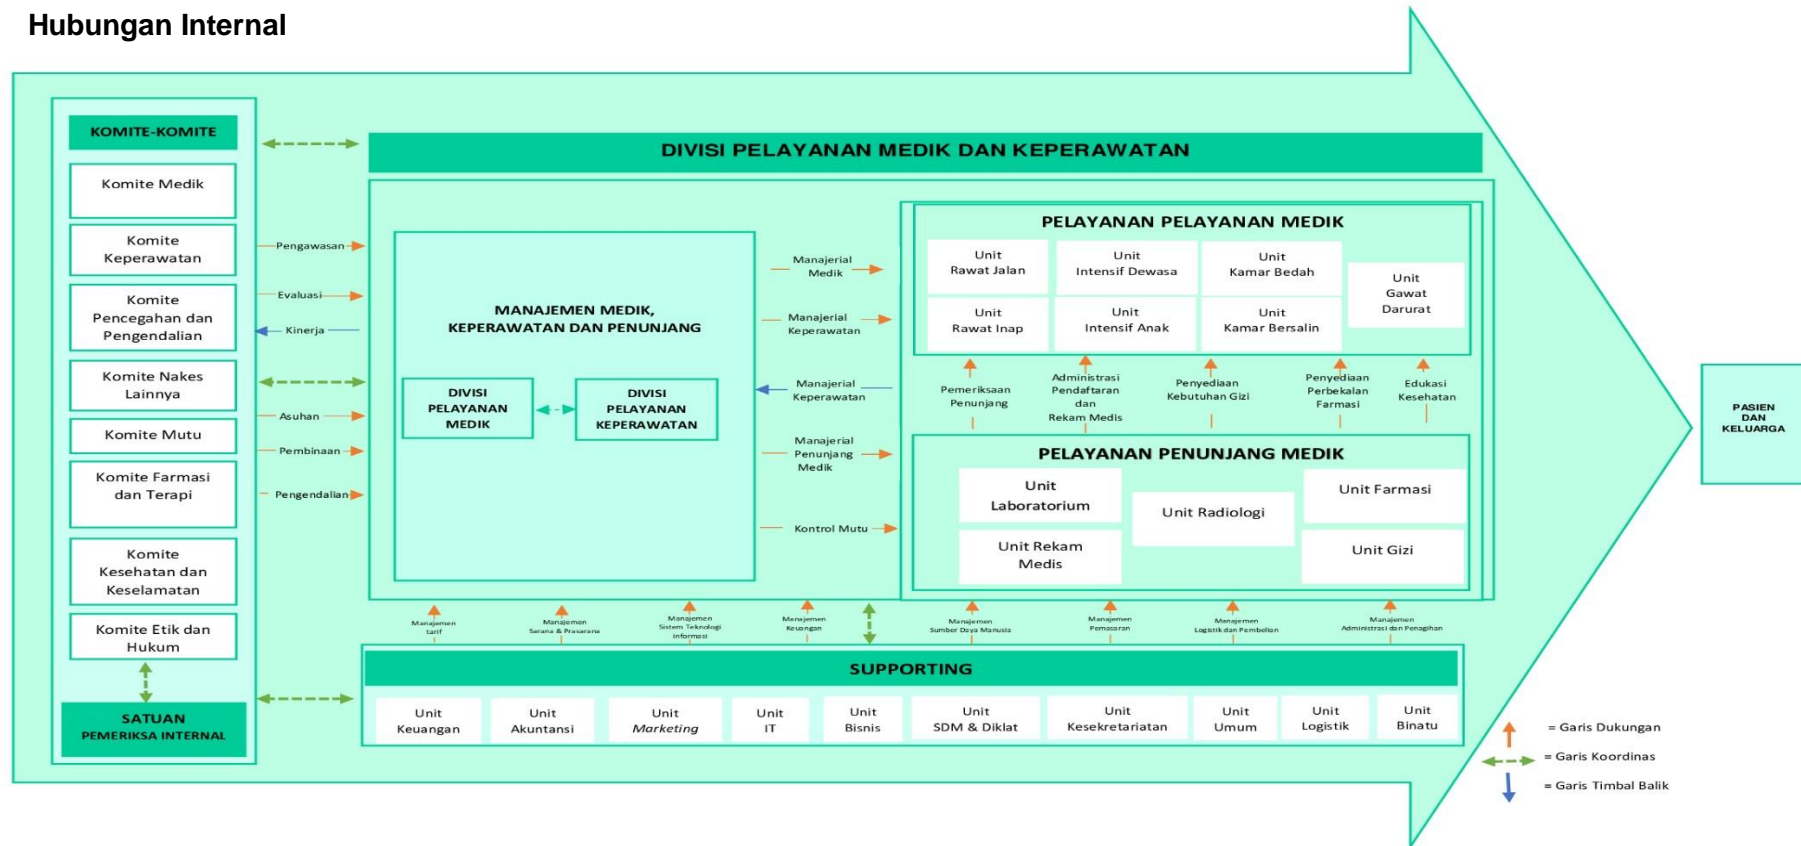 Hubungan Internal
KOMITE-KOMITE
Komite Medik
Komite
Keperawatan
Komite
Pencegahan dan
Pengendalian
Komite Nakes
Lainnya
Komite Mutu
Komite Farmasi
dan Terapi
Komite
Kesehatan dan
Keselamatan
Komite Etik dan
Hukum
SATUAN
PEMERIKSA INTERNAL
Pengawasan
Evaluasi
Kinerja
Asuhan
Pembinaan
Pengendalian
DIVISI PELAYANAN MEDIK DAN KEPERAWATAN
MANAJEMEN MEDIK,
KEPERAWATAN DAN PENUNJANG
DIVISI
PELAYANAN
MEDIK
DIVISI
PELAYANAN
KEPERAWATAN
Manajerial
Medik
Manajerial
Keperawatan
Manajerial
Keperawatan
Manajerial
Penunjang
Medik
Kontrol Mutu
PELAYANAN PELAYANAN MEDIK
Unit
Rawat Jalan
Unit
Intensif Dewasa
Unit
Kamar Bedah
Unit
Gawat
Darurat
Unit
Rawat Inap
Unit
Intensif Anak
Unit
Kamar Bersalin
Pemeriksaan
Penunjang
Administrasi
Pendaftaran
dan
Rekam Medis
Penyediaan
Kebutuhan Gizi
Penyediaan
Perbekalan
Farmasi
Edukasi
Kesehatan
PELAYANAN PENUNJANG MEDIK
Unit
Laboratorium
Unit Radiologi
Unit Farmasi
Unit Rekam
Medis
Unit Gizi
Manajemen
tarif
Manajemen
Sarana & Prasarana
Manajemen
Sistem Teknologi
Informasi
Manajemen
Keuangan
Manajemen
Sumber Daya Manusia
Manajemen
Pemasaran
Manajemen
Logistik dan Pembelian
Manajemen
Administrasi dan Penagihan
SUPPORTING
Unit
Keuangan
Unit
Akuntansi
Unit
Marketing
Unit
IT
Unit
Bisnis
Unit
SDM & Diklat
Unit
Kesekretariatan
Unit
Umum
Unit
Logistik
Unit
Binatu
PASIEN
DAN
KELUARGA
= Garis Dukungan
= Garis Koordinas
= Garis Timbal Balik